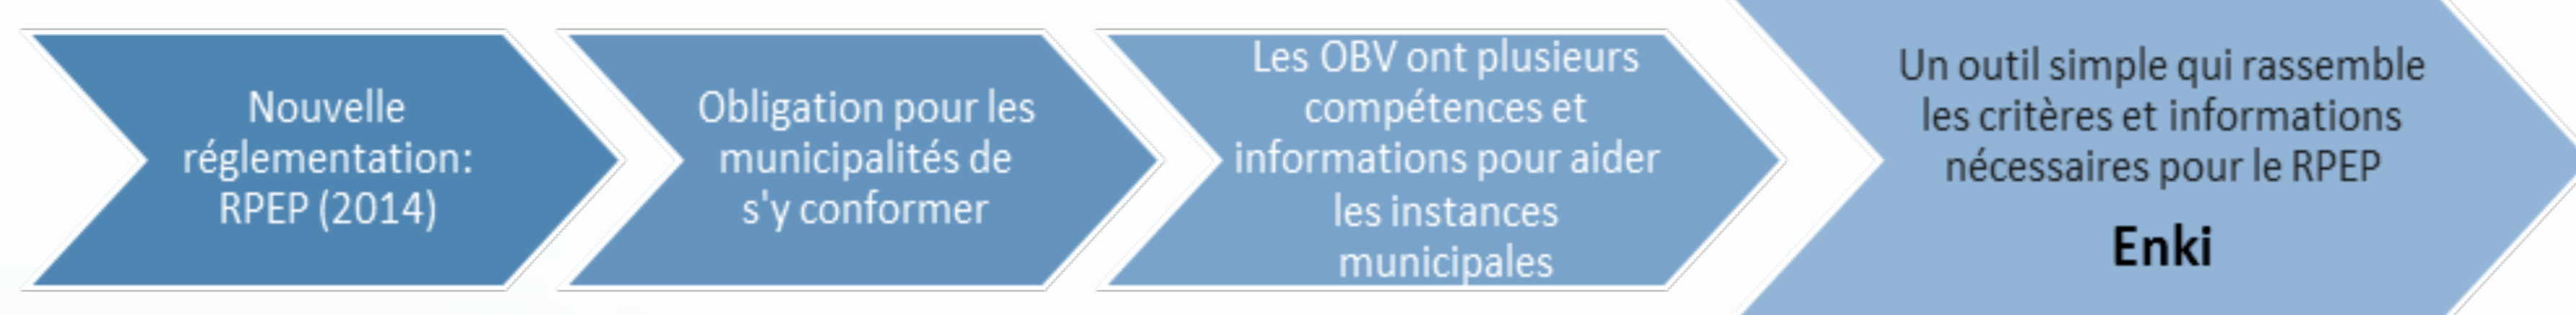 Nouvelle
réglementation:
RPEP (2014)
Obligation pour les
municipalités de
s'y conformer
Les OBV ont plusieurs
compétences et
informations pour aider
les instances
municipales
Un outil simple qui rassemble
les critères et informations
nécessaires pour le RPEP
Enki